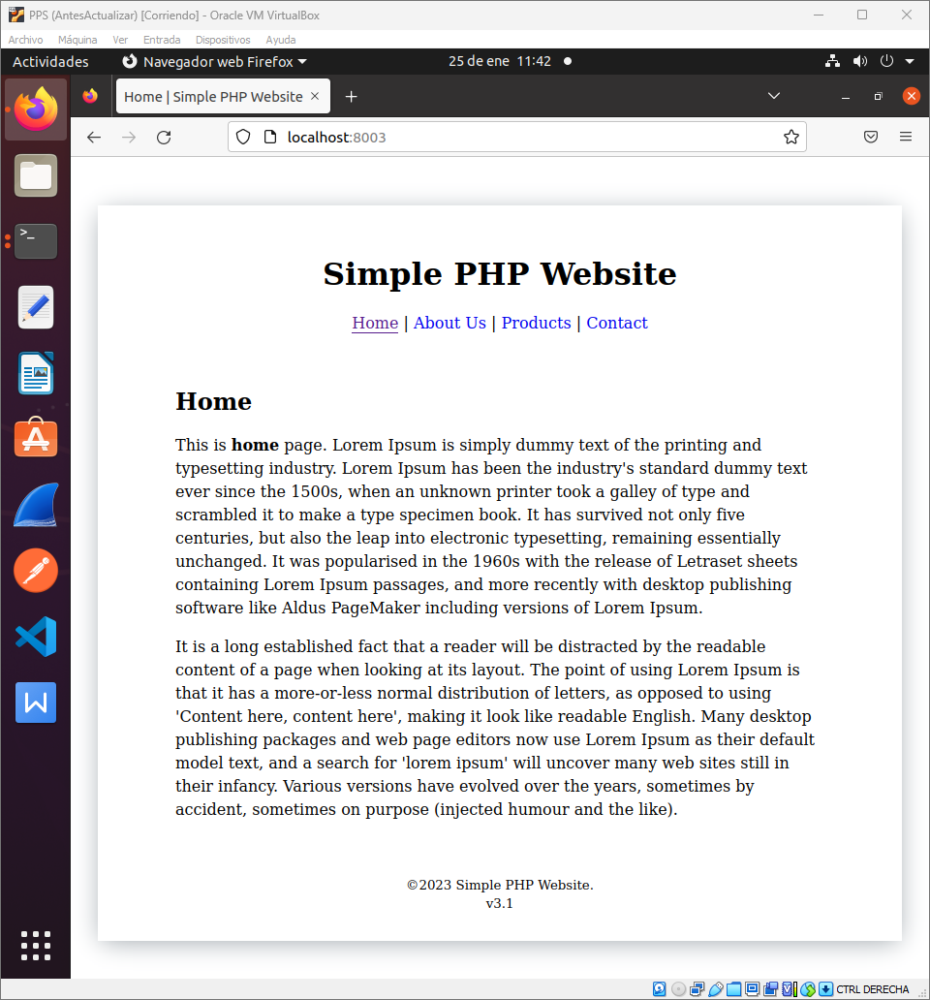 PPS (AntesActualizar) [Corriendo] - Oracle VM VirtualBox
Archivo Máquina Ver Entrada Dispositivos Ayuda
Actividades Navegador web Firefox 25 de ene 11:42
Home | Simple PHP Website
localhost:8003
Simple PHP Website
Home | About Us | Products | Contact
Home
This is home page. Lorem Ipsum is simply dummy text of the printing and
typesetting industry. Lorem Ipsum has been the industry's standard dummy text
ever since the 1500s, when an unknown printer took a galley of type and
scrambled it to make a type specimen book. It has survived not only five
centuries, but also the leap into electronic typesetting, remaining essentially
unchanged. It was popularised in the 1960s with the release of Letraset sheets
containing Lorem Ipsum passages, and more recently with desktop publishing
software like Aldus PageMaker including versions of Lorem Ipsum.
It is a long established fact that a reader will be distracted by the readable
content of a page when looking at its layout. The point of using Lorem Ipsum is
that it has a more-or-less normal distribution of letters, as opposed to using
'Content here, content here', making it look like readable English. Many desktop
publishing packages and web page editors now use Lorem Ipsum as their default
model text, and a search for 'lorem ipsum' will uncover many web sites still in
their infancy. Various versions have evolved over the years, sometimes by
accident, sometimes on purpose (injected humour and the like).
©2023 Simple PHP Website.
v3.1
CTRL DERECHA